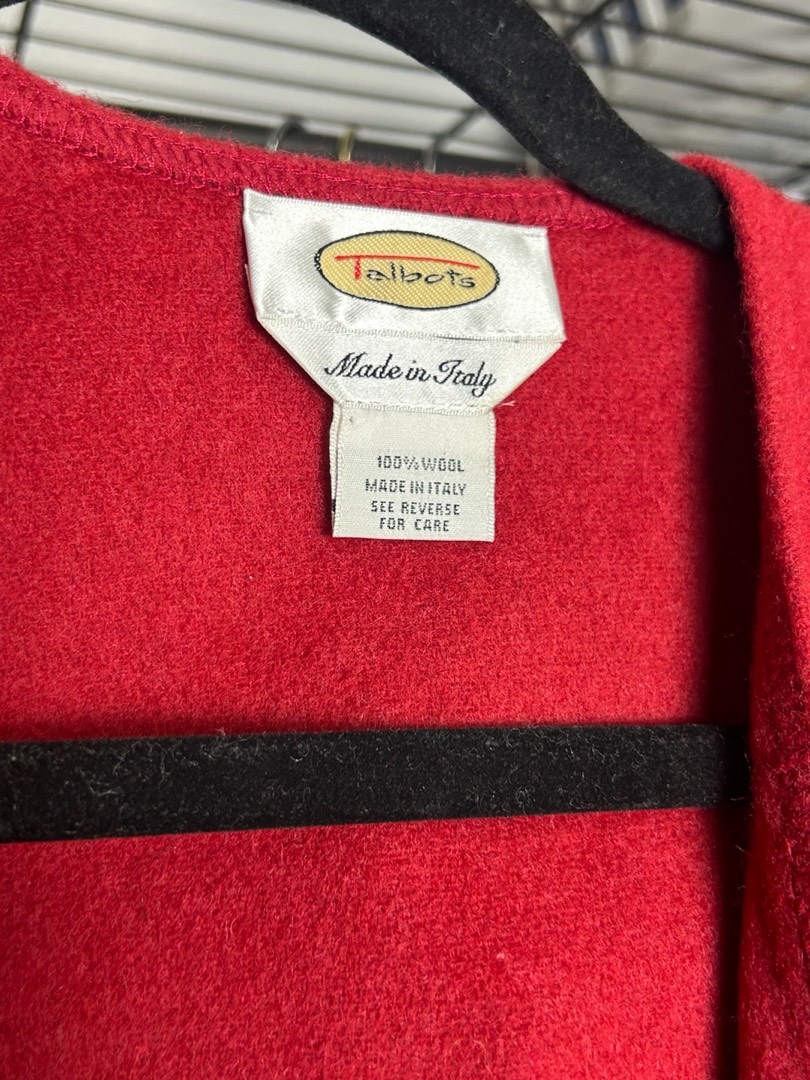 Talbots
Made in Italy
100% WOOL
MADE IN ITALY
SEE REVERSE
FOR CARE